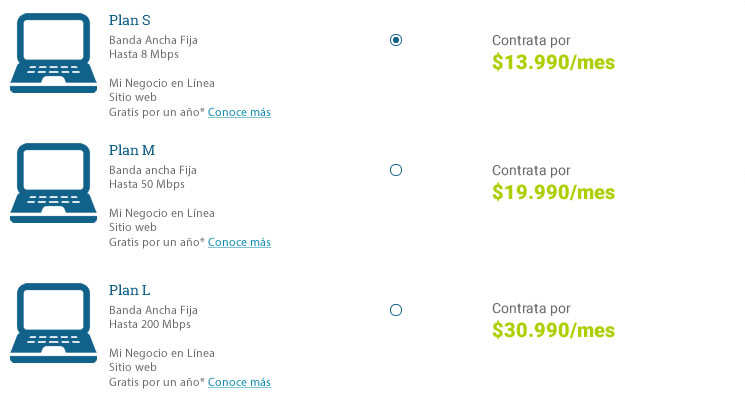 Plan S
Banda Ancha Fija
Hasta 8 Mbps
Mi Negocio en Línea
Sitio web
Gratis por un año* Conoce más
Contrata por
$13.990/mes
Plan M
Banda ancha Fija
Hasta 50 Mbps
Mi Negocio en Línea
Sitio web
Gratis por un año* Conoce más
Contrata por
$19.990/mes
Plan L
Banda Ancha Fija
Hasta 200 Mbps
Mi Negocio en Línea
Sitio web
Gratis por un año* Conoce más
Contrata por
$30.990/mes